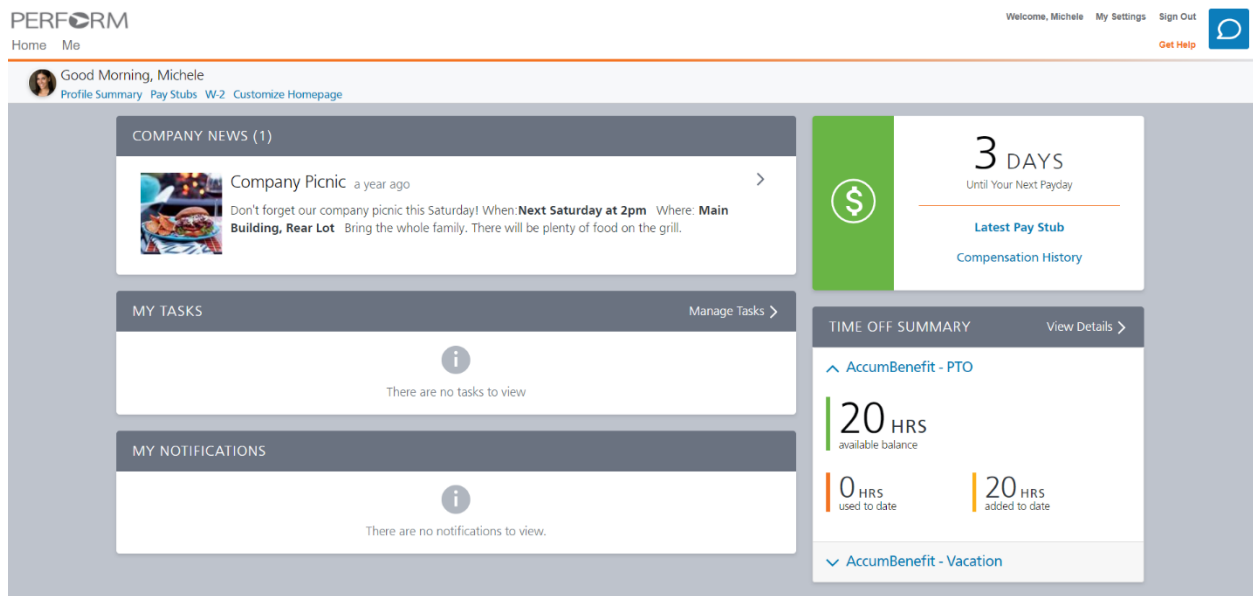 PERFORM
Welcome, Michele My Settings Sign Out
Get Help
Home Me
Good Morning, Michele
Profile Summary Pay Stubs W-2 Customize Homepage
COMPANY NEWS (1)
Company Picnic a year ago
Don't forget our company picnic this Saturday! When:Next Saturday at 2pm Where: Main
Building, Rear Lot Bring the whole family. There will be plenty of food on the grill.
MY TASKS
Manage Tasks
There are no tasks to view
MY NOTIFICATIONS
There are no notifications to view.
$
3 DAYS
Until Your Next Payday
Latest Pay Stub
Compensation History
TIME OFF SUMMARY
View Details
AccumBenefit - PTO
20 HRS
available balance
0 HRS
used to date
20 HRS
added to date
AccumBenefit - Vacation